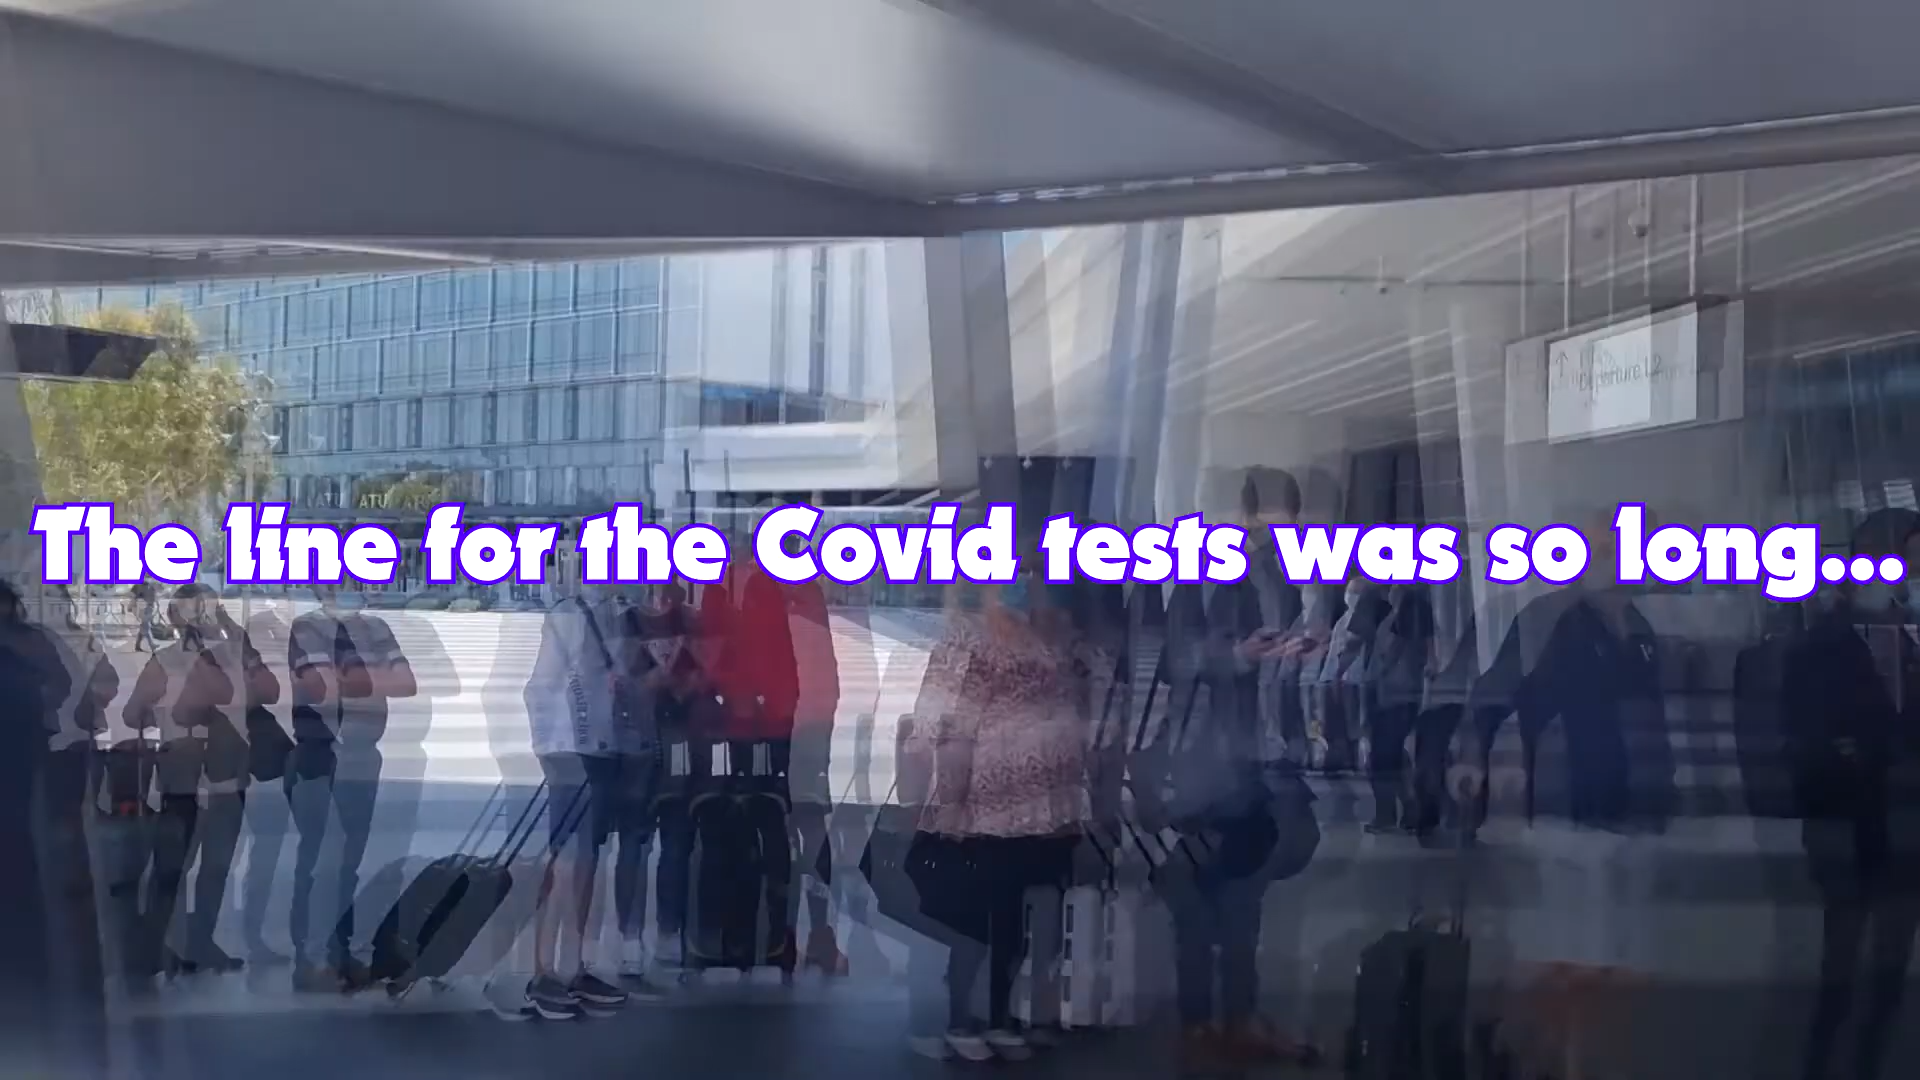 The line for the Covid tests was so long...